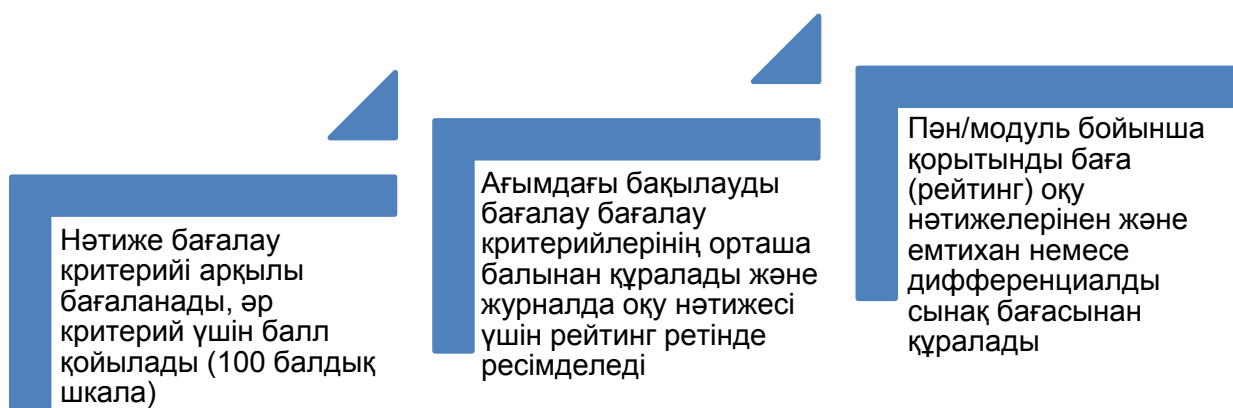 Нәтиже бағалау
критерийі арқылы
бағаланады, әр
критерий үшін балл
қойылады (100 балдық
шкала)
Ағымдағы бақылауды
бағалау бағалау
критерийлерінің орташа
балынан құралады және
журналда оқу нәтижесі
үшін рейтинг ретінде
ресімделеді
Пән/модуль бойынша
қорытынды баға
(рейтинг) оқу
нәтижелерінен және
емтихан немесе
дифференциалды
сынақ бағасынан
құралады